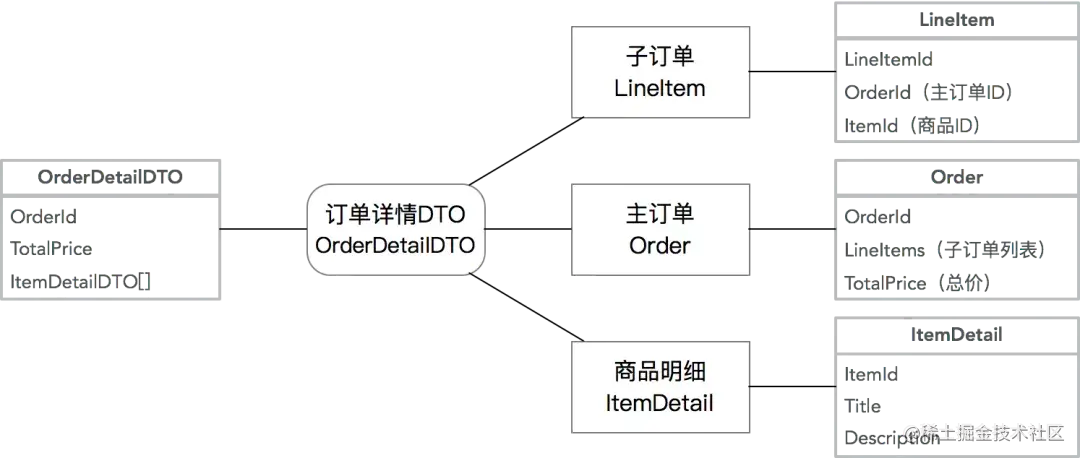 OrderDetailDTO
OrderId
TotalPrice
ItemDetailDTO[]
订单详情DTO
OrderDetailDTO
子订单
LineItem
主订单
Order
商品明细
ItemDetail
LineItem
LineItemId
OrderId（主订单ID）
ItemId（商品ID）
Order
OrderId
LineItems（子订单列表）
TotalPrice（总价）
ItemDetail
ItemId
Title
Description
@稀土掘金技术社区